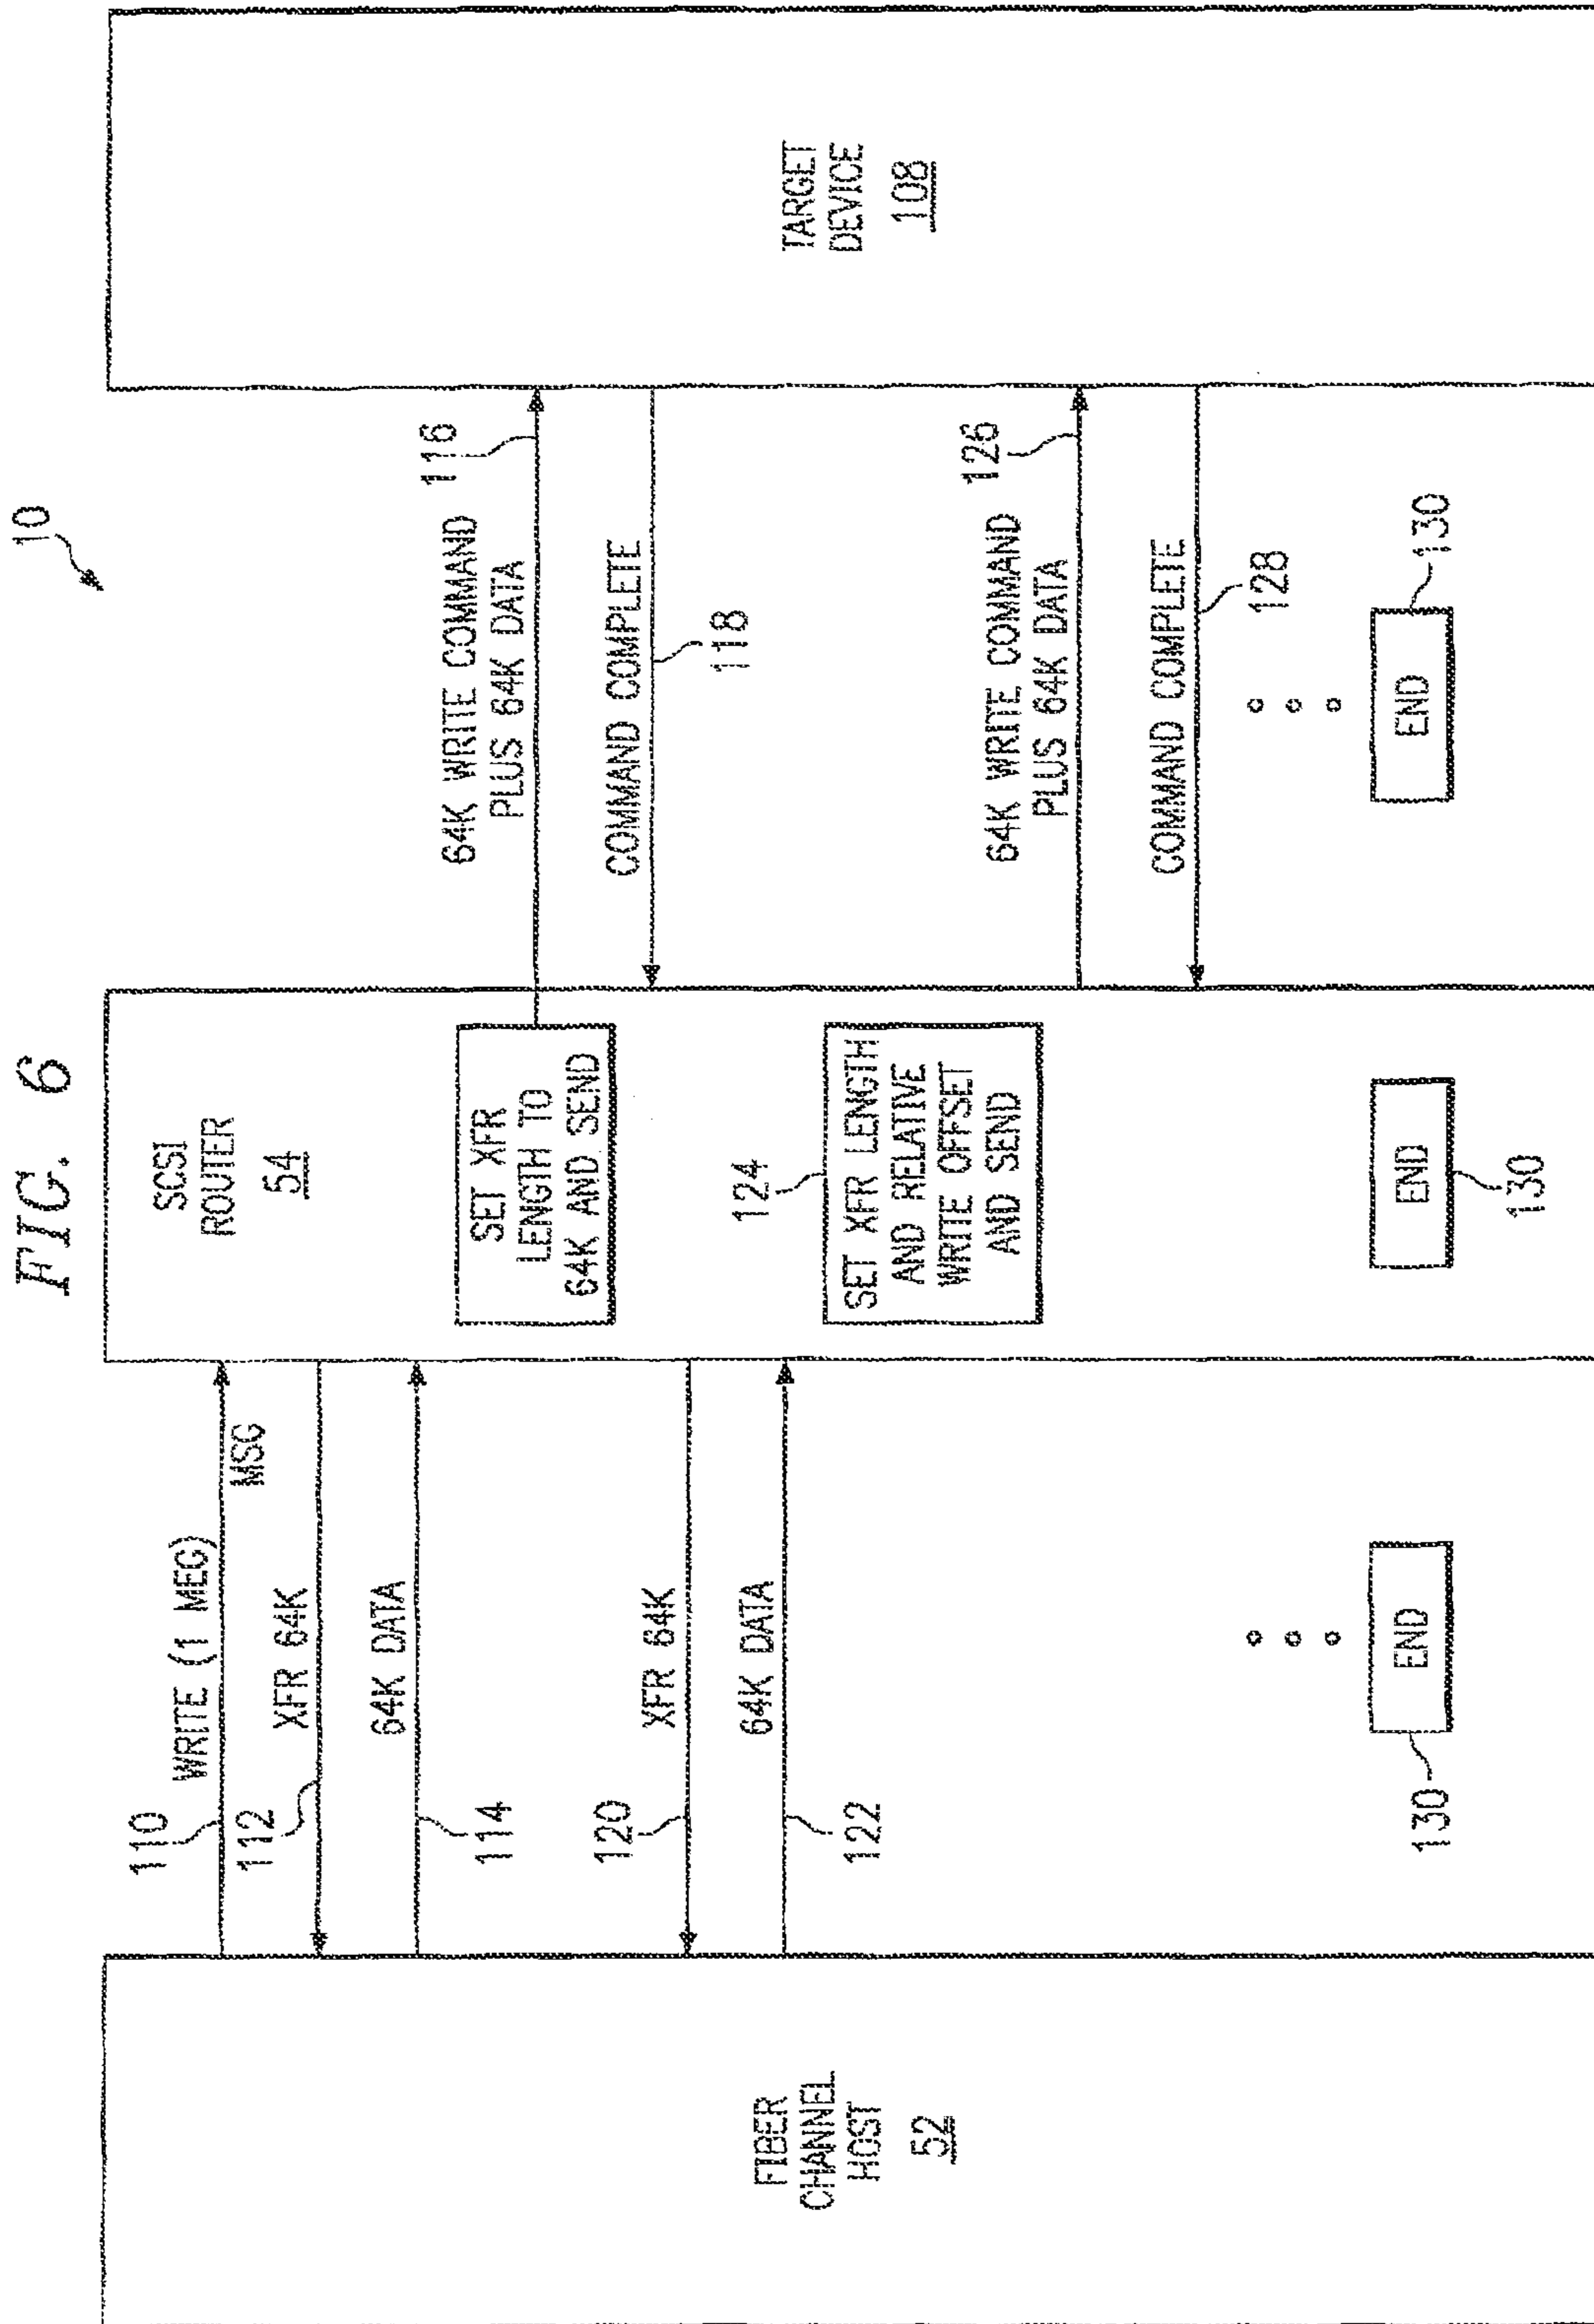 FIG. 6
10
FIBER
CHANNEL
HOST
52
WRITE (1 MEG)
110
MSG
XFR 64K
112
64K DATA
114
XFR 64K
120
64K DATA
122
END
130
SCSI
ROUTER
54
SET XFR
LENGTH TO
64K AND SEND
124
SET XFR LENGTH
AND RELATIVE
WRITE OFFSET
AND SEND
END
130
64K WRITE COMMAND
PLUS 64K DATA
116
COMMAND COMPLETE
118
64K WRITE COMMAND
PLUS 64K DATA
126
COMMAND COMPLETE
128
END
130
TARGET
DEVICE
108